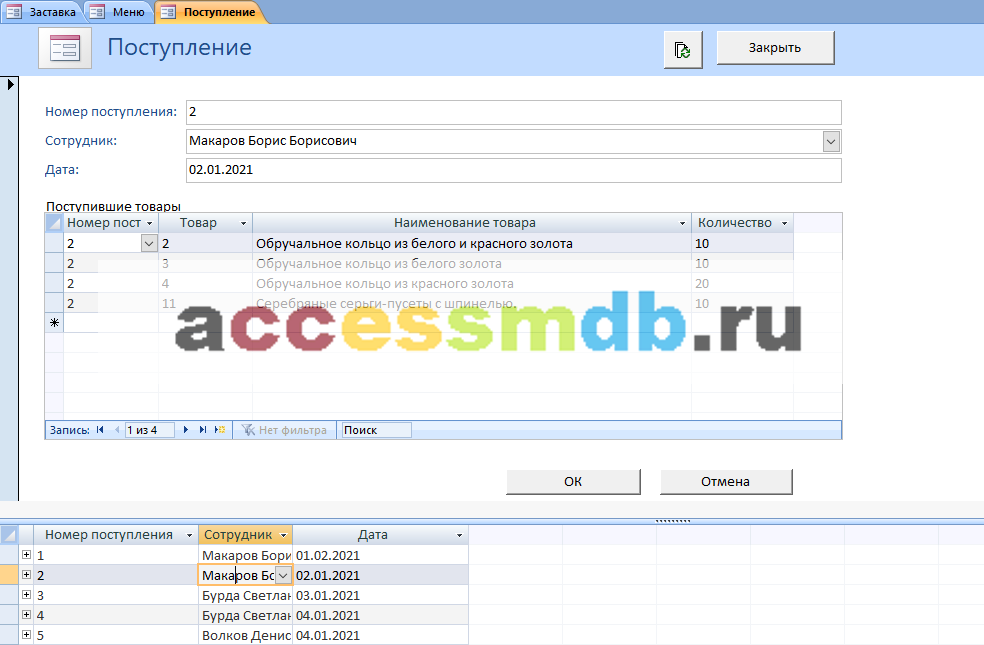 Заставка Меню Поступление
Поступление Закрыть
Номер поступления: 2
Сотрудник: Макаров Борис Борисович
Дата: 02.01.2021
Поступившие товары
Номер пост Товар Наименование товара Количество
2 2 Обручальное кольцо из белого и красного золота 10
2 3 Обручальное кольцо из белого золота 10
2 4 Обручальное кольцо из красного золота 20
2 11 Серебряные серьги-пусеты с шпинелью. 10
accessmdb.ru
Запись: 1 из 4 Нет фильтра Поиск
ОК Отмена
Номер поступления Сотрудник Дата
1 Макаров Бори 01.02.2021
2 Макаров Бо 02.01.2021
3 Бурда Светлан 03.01.2021
4 Бурда Светлан 04.01.2021
5 Волков Денис 04.01.2021